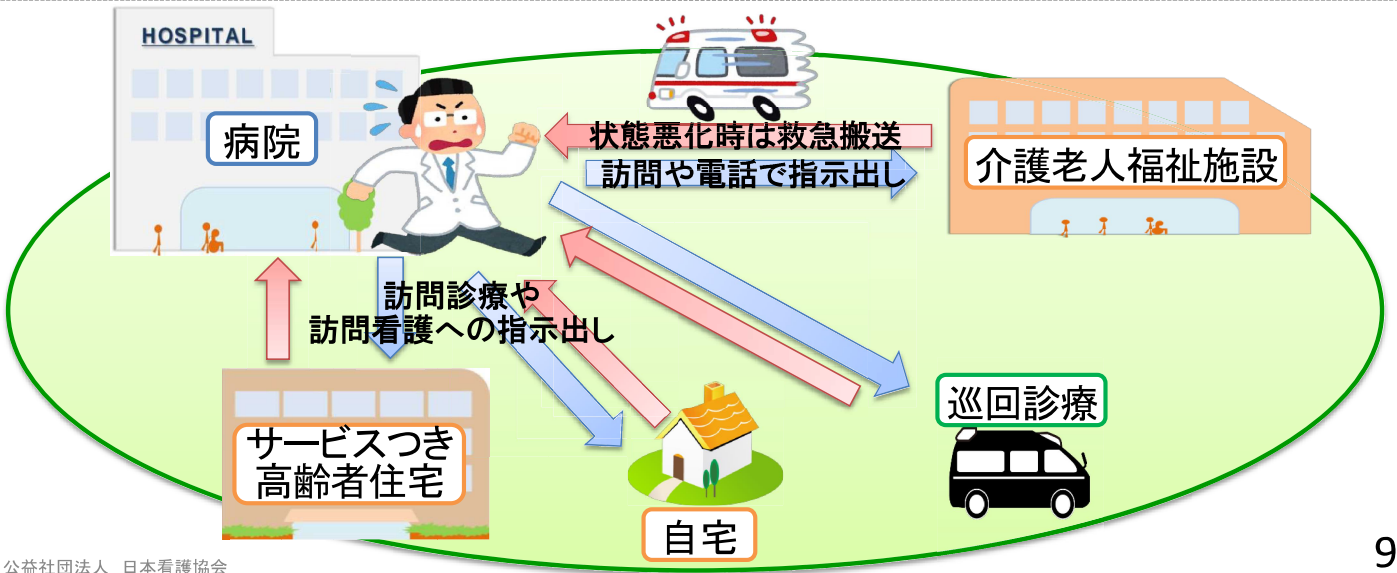 HOSPITAL
病院
状態悪化時は救急搬送
訪問や電話で指示出し
介護老人福祉施設
訪問診療や
訪問看護への指示出し
サービスつき
高齢者住宅
自宅
巡回診療
公益社団法人 日本看護協会
9